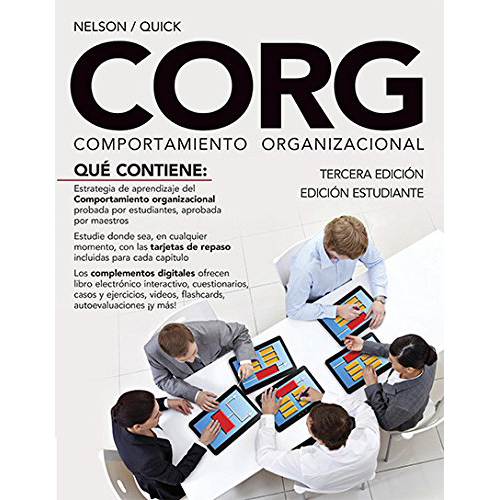 NELSON / QUICK
CORG
COMPORTAMIENTO ORGANIZACIONAL
QUÉ CONTIENE:
Estrategia de aprendizaje del
Comportamiento organizacional
probada por estudiantes, aprobada
por maestros
Estudie donde sea, en cualquier
momento, con las tarjetas de repaso
incluidas para cada capítulo
Los complementos digitales ofrecen
libro electrónico interactivo, cuestionarios,
casos y ejercicios, videos, flashcards,
autoevaluaciones ¡y más!
TERCERA EDICIÓN
EDICIÓN ESTUDIANTE